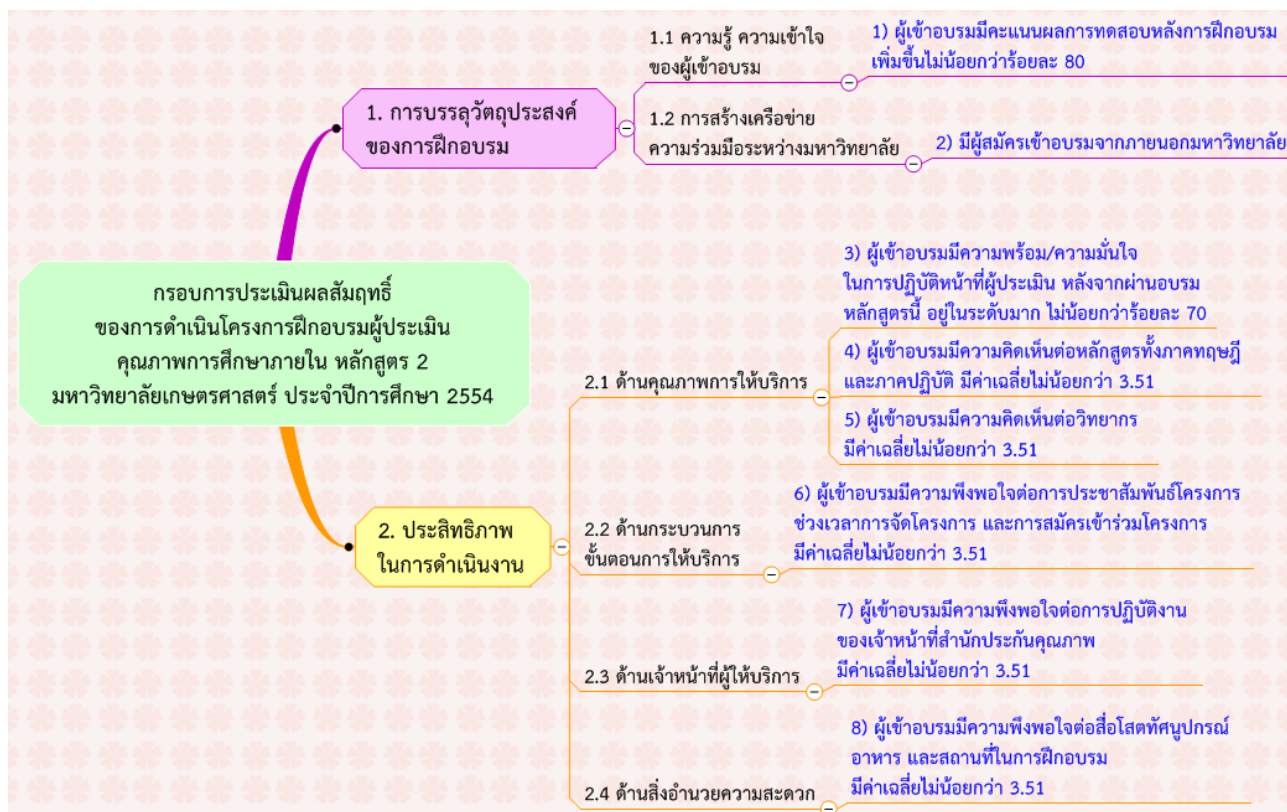 กรอบการประเมินผลสัมฤทธิ์
ของการดำเนินโครงการฝึกอบรมผู้ประเมิน
คุณภาพการศึกษาภายใน หลักสูตร 2
มหาวิทยาลัยเกษตรศาสตร์ ประจำปีการศึกษา 2554
1. การบรรลุวัตถุประสงค์
ของการฝึกอบรม
1.1 ความรู้ ความเข้าใจ
ของผู้เข้าอบรม
1) ผู้เข้าอบรมมีคะแนนผลการทดสอบหลังการฝึกอบรม
เพิ่มขึ้นไม่น้อยกว่าร้อยละ 80
1.2 การสร้างเครือข่าย
ความร่วมมือระหว่างมหาวิทยาลัย
2) มีผู้สมัครเข้าอบรมจากภายนอกมหาวิทยาลัย
2. ประสิทธิภาพ
ในการดำเนินงาน
2.1 ด้านคุณภาพการให้บริการ
3) ผู้เข้าอบรมมีความพร้อม/ความมั่นใจ
ในการปฏิบัติหน้าที่ผู้ประเมิน หลังจากผ่านอบรม
หลักสูตรนี้ อยู่ในระดับมาก ไม่น้อยกว่าร้อยละ 70
4) ผู้เข้าอบรมมีความคิดเห็นต่อหลักสูตรทั้งภาคทฤษฎี
และภาคปฏิบัติ มีค่าเฉลี่ยไม่น้อยกว่า 3.51
5) ผู้เข้าอบรมมีความคิดเห็นต่อวิทยากร
มีค่าเฉลี่ยไม่น้อยกว่า 3.51
2.2 ด้านกระบวนการ
ขั้นตอนการให้บริการ
6) ผู้เข้าอบรมมีความพึงพอใจต่อการประชาสัมพันธ์โครงการ
ช่วงเวลาการจัดโครงการ และการสมัครเข้าร่วมโครงการ
มีค่าเฉลี่ยไม่น้อยกว่า 3.51
2.3 ด้านเจ้าหน้าที่ผู้ให้บริการ
7) ผู้เข้าอบรมมีความพึงพอใจต่อการปฏิบัติงาน
ของเจ้าหน้าที่สำนักประกันคุณภาพ
มีค่าเฉลี่ยไม่น้อยกว่า 3.51
2.4 ด้านสิ่งอำนวยความสะดวก
8) ผู้เข้าอบรมมีความพึงพอใจต่อสื่อโสตทัศนูปกรณ์
อาหาร และสถานที่ในการฝึกอบรม
มีค่าเฉลี่ยไม่น้อยกว่า 3.51